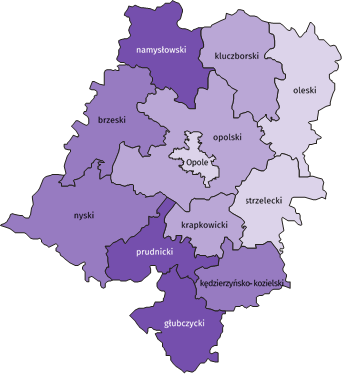 namysłowski
kluczborski
oleski
brzeski
opolski
Opole
strzelecki
nyski
krapkowicki
prudnicki
kędzierzyńsko-kozielski
głubczycki